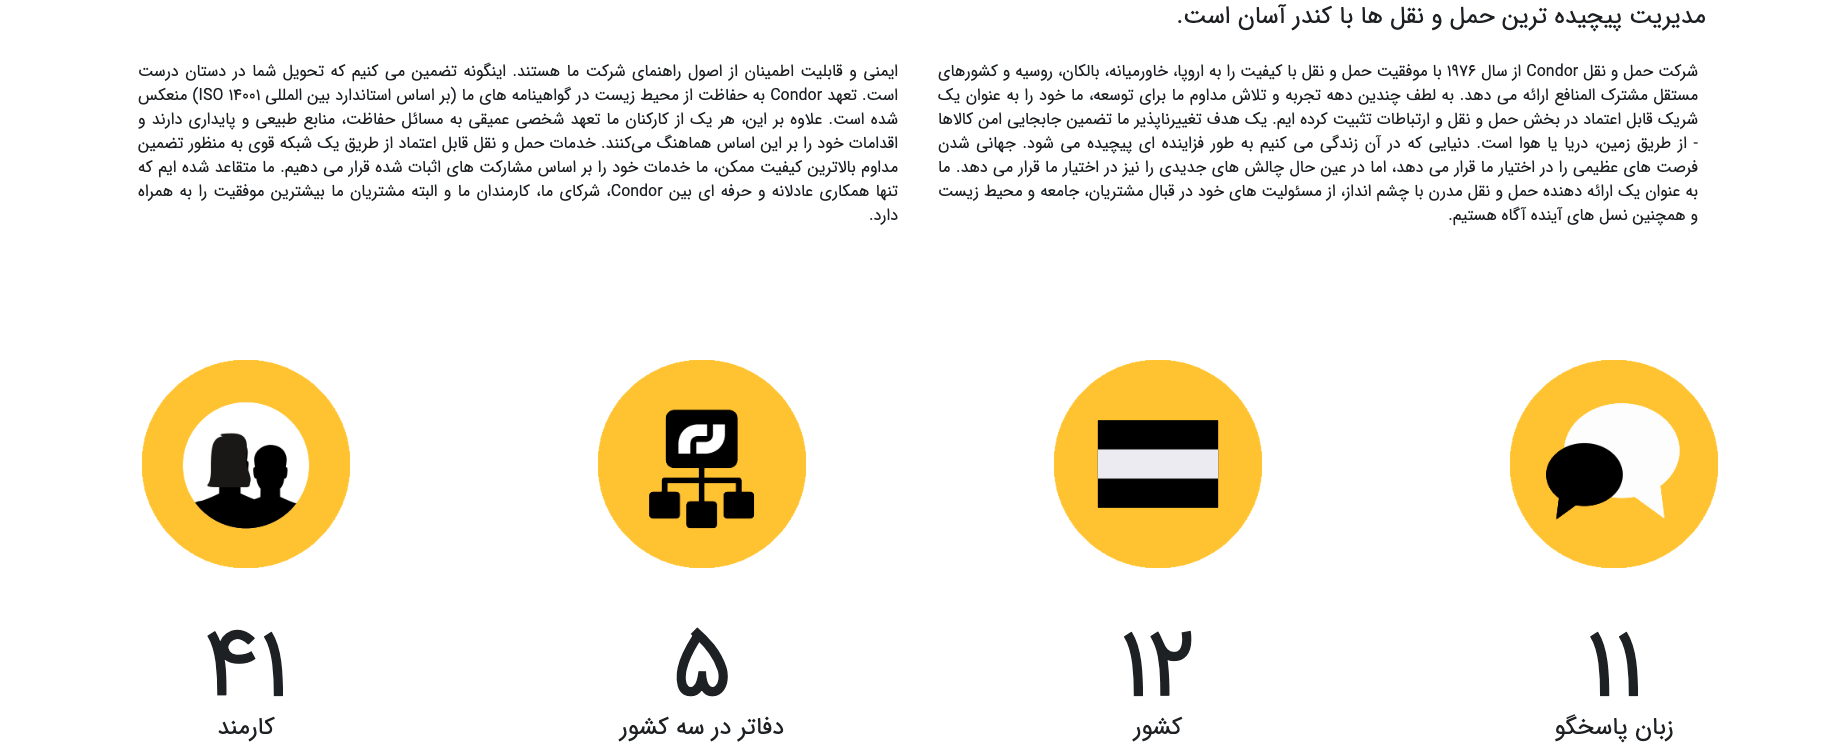 مدیریت پیچیده ترین حمل و نقل ها با کندر آسان است.
شرکت حمل و نقل Condor از سال ۱۹۷۶ با موفقیت حمل و نقل با کیفیت را به اروپا، خاورمیانه، بالکان، روسیه و کشورهای
مستقل مشترک المنافع ارائه می دهد. به لطف چندین دهه تجربه و تلاش مداوم ما برای توسعه، ما خود را به عنوان یک
شریک قابل اعتماد در بخش حمل و نقل و ارتباطات تثبیت کرده ایم. یک هدف تغییرناپذیر ما تضمین جابجایی امن کالاها
- از طریق زمین، دریا یا هوا است. دنیایی که در آن زندگی می کنیم به طور فزاینده ای پیچیده می شود. جهانی شدن
فرصت های عظیمی را در اختیار ما قرار می دهد، اما در عین حال چالش های جدیدی را نیز در اختیار ما قرار می دهد. ما
به عنوان یک ارائه دهنده حمل و نقل مدرن با چشم انداز، از مسئولیت های خود در قبال مشتریان، جامعه و محیط زیست
و همچنین نسل های آینده آگاه هستیم.
ایمنی و قابلیت اطمینان از اصول راهنمای شرکت ما هستند. اینگونه تضمین می کنیم که تحویل شما در دستان درست
است. تعهد Condor به حفاظت از محیط زیست در گواهینامه های ما (بر اساس استاندارد بین المللی ISO ۱۴۰۰۱) منعکس
شده است. علاوه بر این، هر یک از کارکنان ما تعهد شخصی عمیقی به مسائل حفاظت، منابع طبیعی و پایداری دارند و
اقدامات خود را بر این اساس هماهنگ می‌کنند. خدمات حمل و نقل قابل اعتماد از طریق یک شبکه قوی به منظور تضمین
مداوم بالاترین کیفیت ممکن، ما خدمات خود را بر اساس مشارکت های اثبات شده قرار می دهیم. ما متقاعد شده ایم که
تنها همکاری عادلانه و حرفه ای بین Condor، شرکای ما، کارمندان ما و البته مشتریان ما بیشترین موفقیت را به همراه
دارد.
۱۱
زبان پاسخگو
۱۲
کشور
۵
دفاتر در سه کشور
۴۱
کارمند